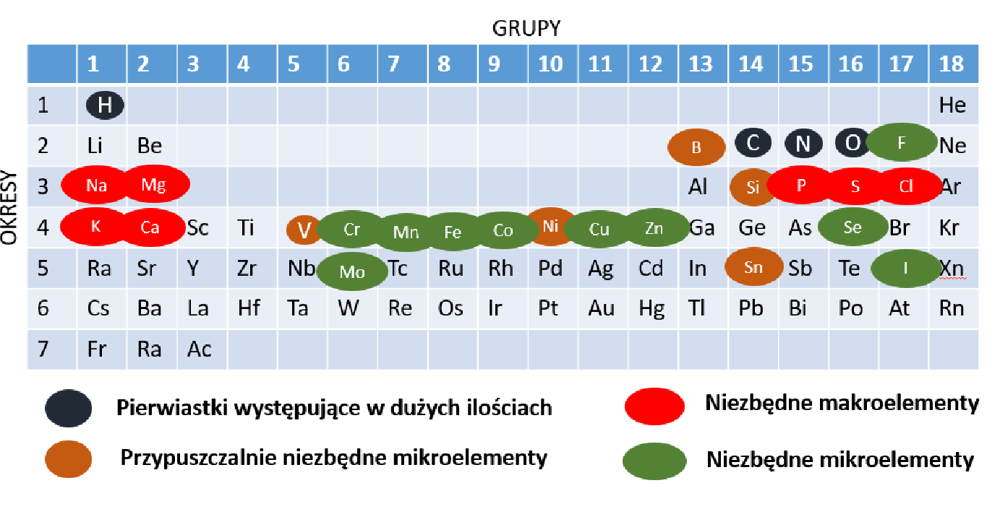 GRUPY
1 2 3 4 5 6 7 8 9 10 11 12 13 14 15 16 17 18
OKRESY
1 H He
2 Li Be B C N O F Ne
3 Na Mg Al Si P S Cl Ar
4 K Ca Sc Ti V Cr Mn Fe Co Ni Cu Zn Ga Ge As Se Br Kr
5 Ra Sr Y Zr Nb Mo Tc Ru Rh Pd Ag Cd In Sn Sb Te I Xn
6 Cs Ba La Hf Ta W Re Os Ir Pt Au Hg Tl Pb Bi Po At Rn
7 Fr Ra Ac
Pierwiastki występujące w dużych ilościach
Niezbędne makroelementy
Przypuszczalnie niezbędne mikroelementy
Niezbędne mikroelementy